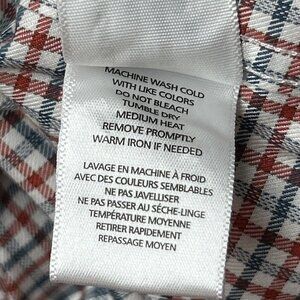 MACHINE WASH COLD
WITH LIKE COLORS
DO NOT BLEACH
TUMBLE DRY
MEDIUM HEAT
REMOVE PROMPTLY
WARM IRON IF NEEDED
LAVAGE EN MACHINE À FROID
AVEC DES COULEURS SEMBLABLES
NE PAS JAVELLISER
NE PAS PASSER AU SÉCHE-LINGE
TEMPÉRATURE MOYENNE
RETIRER RAPIDEMENT
REPASSAGE MOYEN